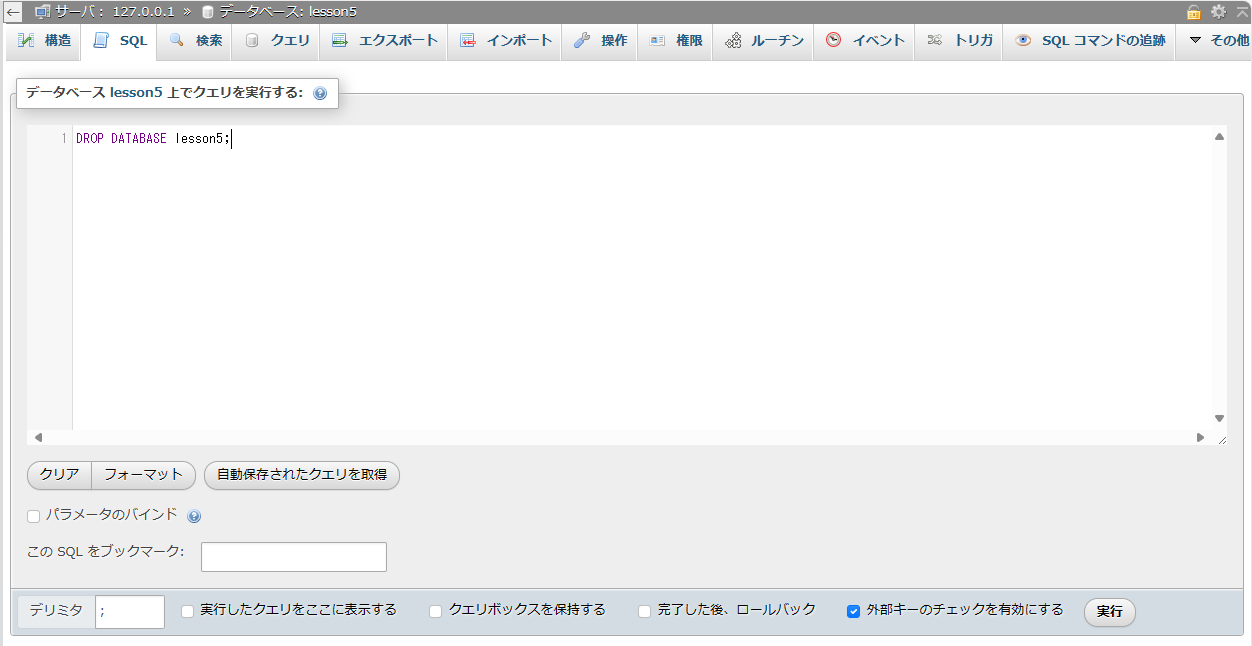 サーバ: 127.0.0.1 » データベース: lesson5
構造 SQL 検索 クエリ エクスポート インポート 操作 権限 ルーチン イベント トリガ SQL コマンドの追跡 その他
データベース lesson5 上でクエリを実行する:
1 DROP DATABASE lesson5;
クリア フォーマット 自動保存されたクエリを取得
パラメータのバインド
この SQL をブックマーク:
デリミタ ; 実行したクエリをここに表示する クエリボックスを保持する 完了した後、ロールバック 外部キーのチェックを有効にする 実行